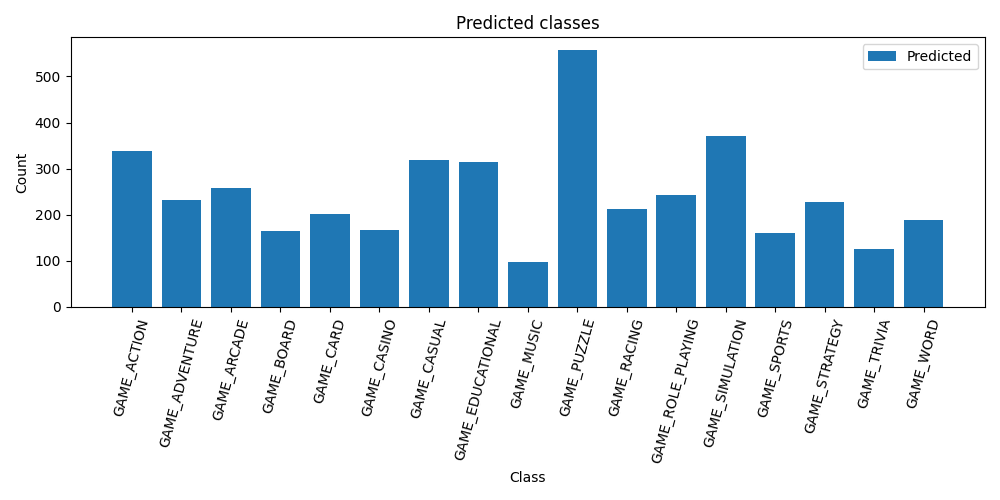 Predicted classes
Predicted
Count
500
400
300
200
100
0
GAME_ACTION
GAME_ADVENTURE
GAME_ARCADE
GAME_BOARD
GAME_CARD
GAME_CASINO
GAME_CASUAL
GAME_EDUCATIONAL
GAME_MUSIC
GAME_PUZZLE
GAME_RACING
GAME_ROLE_PLAYING
GAME_SIMULATION
GAME_SPORTS
GAME_STRATEGY
GAME_TRIVIA
GAME_WORD
Class